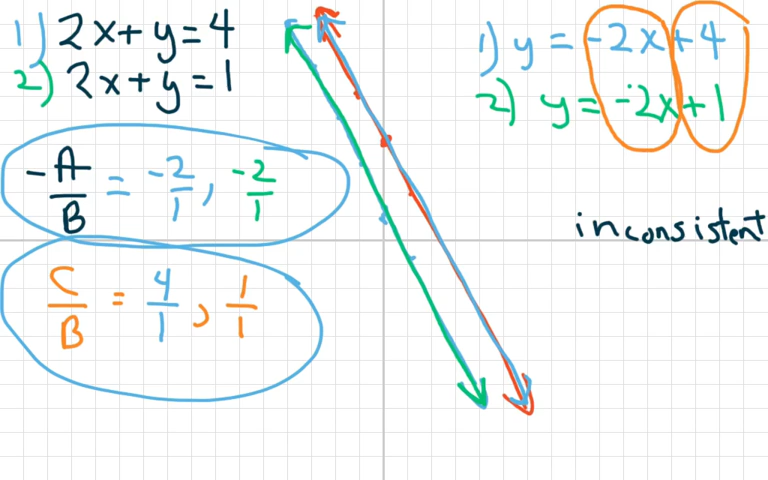 1) 2x+y=4
2) 2x+y=1
-A/B = -2/1, -2/1
C/B = 4/1, 1/1
1) y = -2x+4
2) y = -2x+1
inconsistent